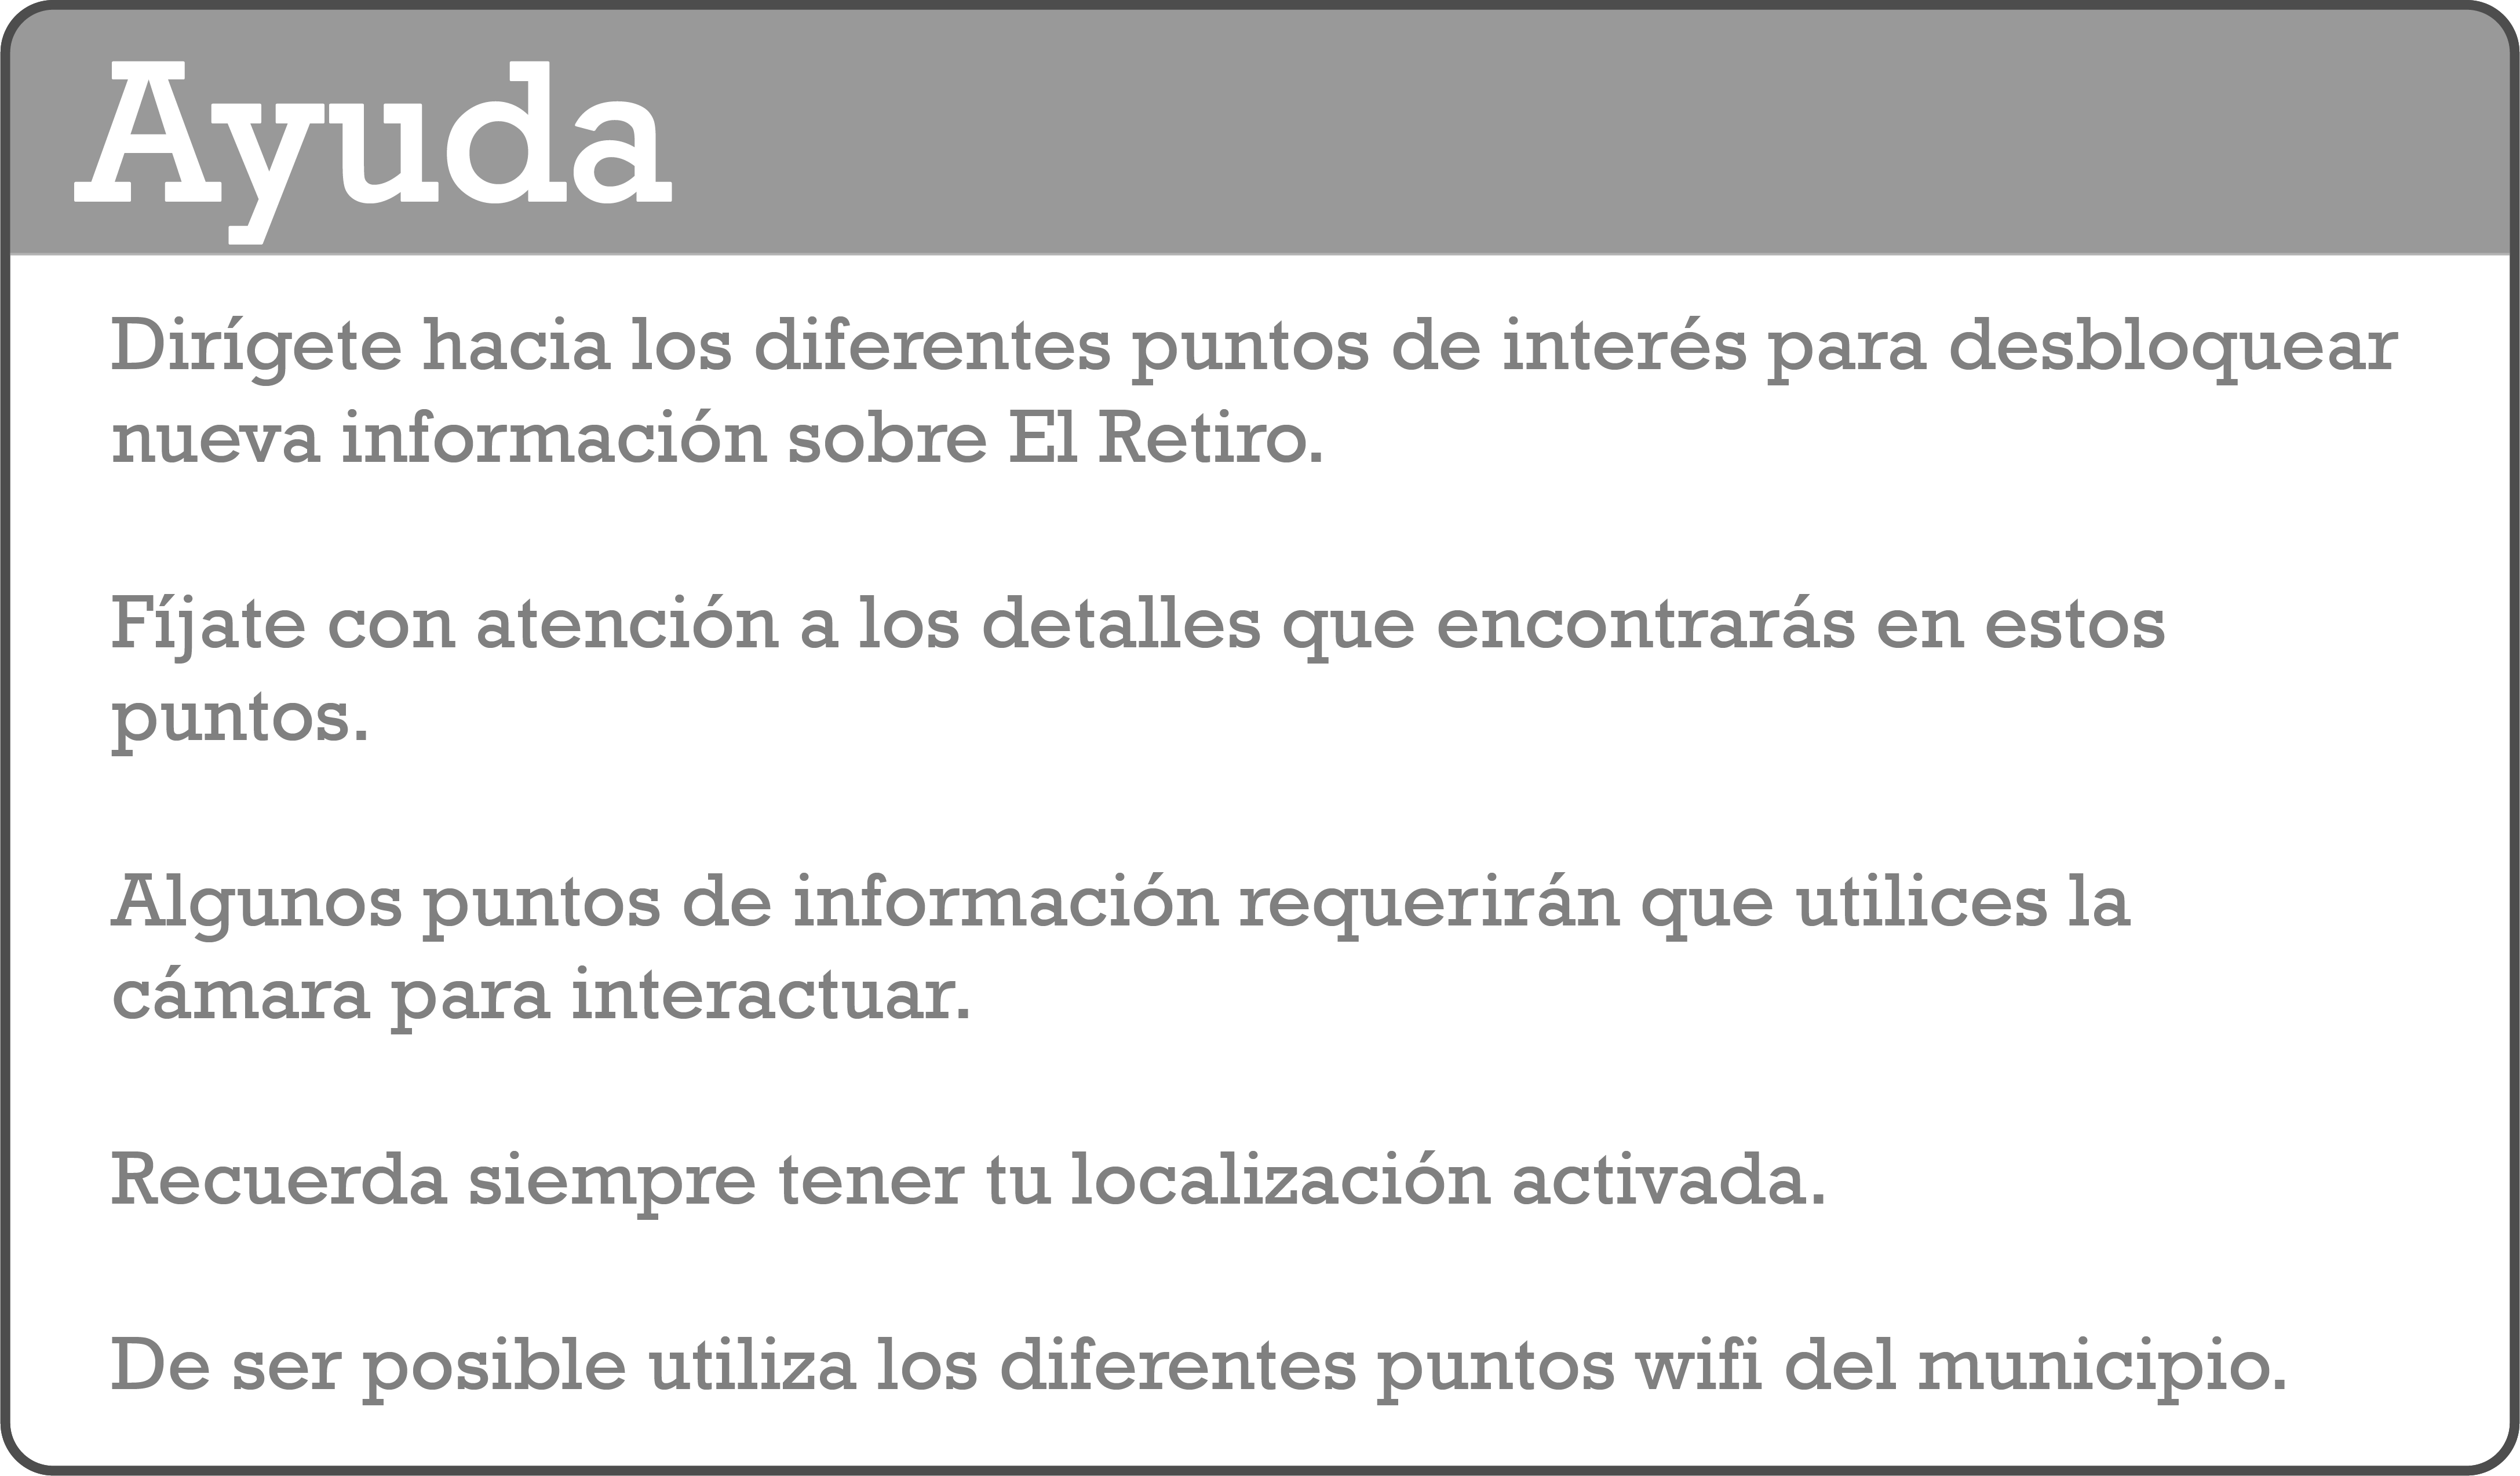 Ayuda
Dirígete hacia los diferentes puntos de interés para desbloquear
nueva información sobre El Retiro.
Fíjate con atención a los detalles que encontrarás en estos
puntos.
Algunos puntos de información requerirán que utilices la
cámara para interactuar.
Recuerda siempre tener tu localización activada.
De ser posible utiliza los diferentes puntos wifi del municipio.